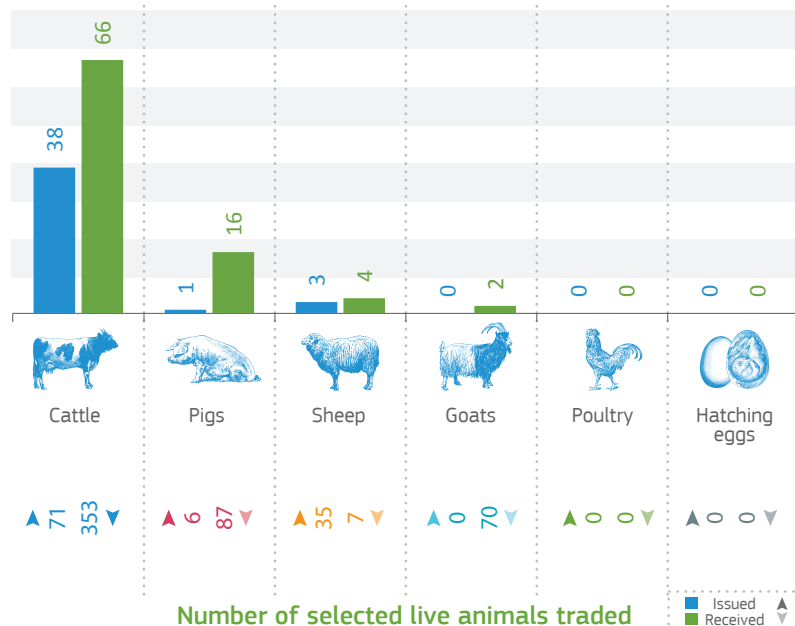 38 66
1 16
3 4
0 2
0 0
0 0
Cattle
Pigs
Sheep
Goats
Poultry
Hatching
eggs
71 353
6 87
35 7
0 70
0 0
0 0
Number of selected live animals traded
Issued
Received